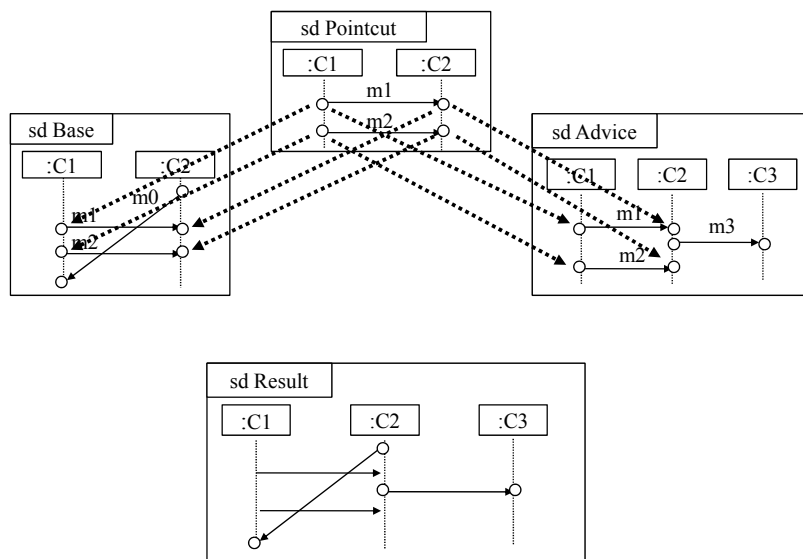 sd Pointcut
:C1
:C2
m1
m2
sd Base
:C1
:C2
m0
m1
m2
sd Advice
:C1
:C2
:C3
m1
m3
m2
sd Result
:C1
:C2
:C3